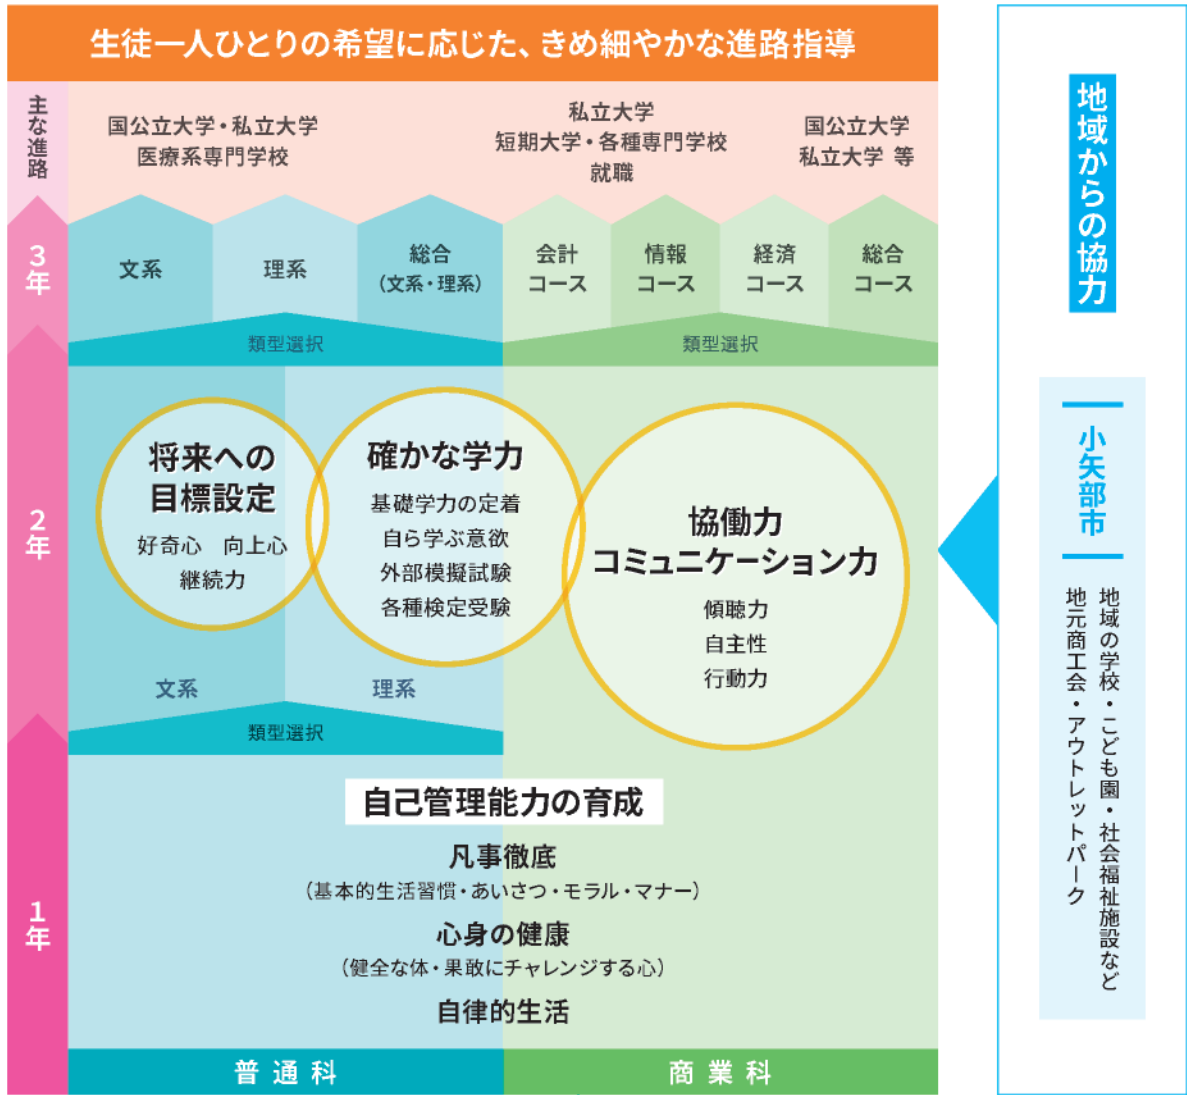 生徒一人ひとりの希望に応じた、きめ細やかな進路指導
主な進路
国公立大学・私立大学
医療系専門学校
私立大学
短期大学・各種専門学校
就職
国公立大学
私立大学 等
3年
文系
理系
総合
（文系・理系）
会計
コース
情報
コース
経済
コース
総合
コース
類型選択
類型選択
2年
将来への
目標設定
好奇心 向上心
継続力
確かな学力
基礎学力の定着
自ら学ぶ意欲
外部模擬試験
各種検定受験
協働力
コミュニケーション力
傾聴力
自主性
行動力
文系
理系
類型選択
1年
自己管理能力の育成
凡事徹底
（基本的生活習慣・あいさつ・モラル・マナー）
心身の健康
（健全な体・果敢にチャレンジする心）
自律的生活
普通科
商業科
地域からの協力
小矢部市
地域の学校・こども園・社会福祉施設など
地元商工会・アウトレットパーク